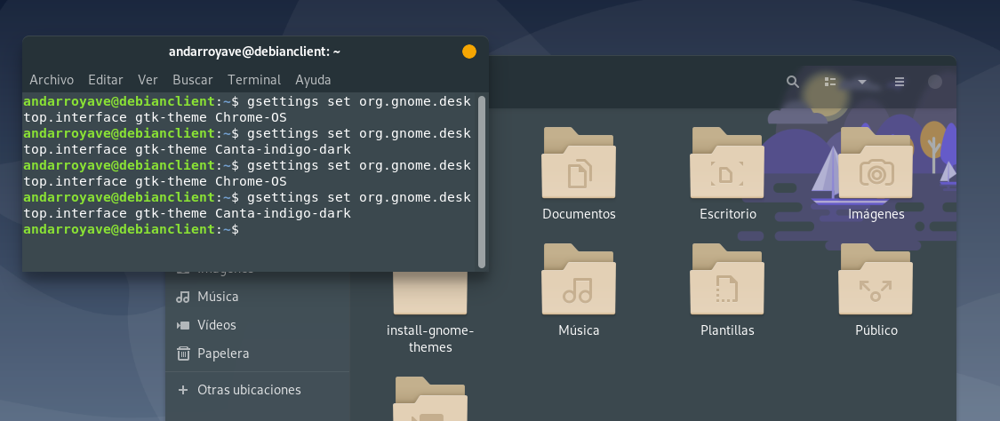 andarroyave@debianclient: ~
Archivo Editar Ver Buscar Terminal Ayuda
andarroyave@debianclient:~$ gsettings set org.gnome.desk
top.interface gtk-theme Chrome-OS
andarroyave@debianclient:~$ gsettings set org.gnome.desk
top.interface gtk-theme Canta-indigo-dark
andarroyave@debianclient:~$ gsettings set org.gnome.desk
top.interface gtk-theme Chrome-OS
andarroyave@debianclient:~$ gsettings set org.gnome.desk
top.interface gtk-theme Canta-indigo-dark
andarroyave@debianclient:~$
Música
Vídeos
Papelera
Otras ubicaciones
Documentos Escritorio Imágenes
install-gnome-
themes
Música Plantillas Público